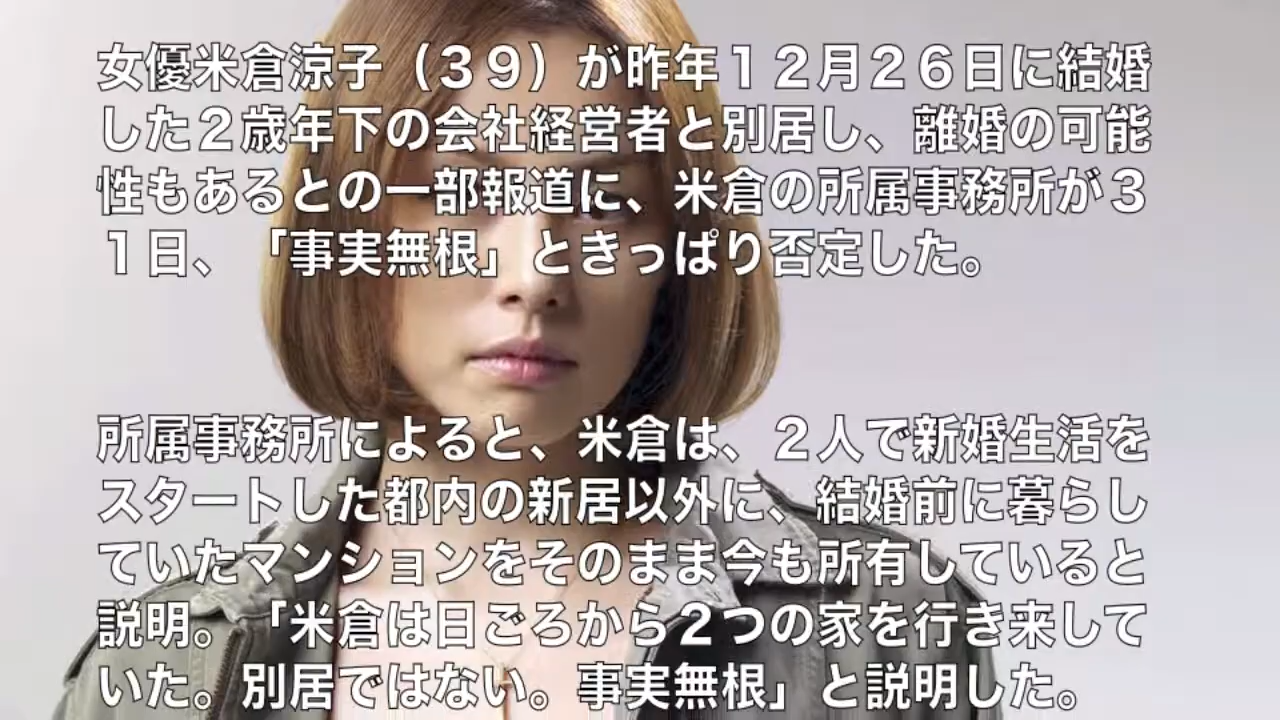 女優米倉涼子（３９）が昨年１２月２６日に結婚
した２歳年下の会社経営者と別居し、離婚の可能
性もあるとの一部報道に、米倉の所属事務所が３
１日、「事実無根」ときっぱり否定した。
所属事務所によると、米倉は、２人で新婚生活を
スタートした都内の新居以外に、結婚前に暮らし
ていたマンションをそのまま今も所有していると
説明。「米倉は日ごろから２つの家を行き来して
いた。別居ではない。事実無根」と説明した。